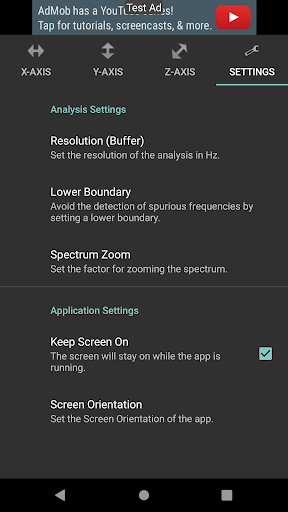 AdMob has a YouTube series!
Test Ad
Tap for tutorials, screencasts, & more.
X-AXIS
Y-AXIS
Z-AXIS
SETTINGS
Analysis Settings
Resolution (Buffer)
Set the resolution of the analysis in Hz.
Lower Boundary
Avoid the detection of spurious frequencies by
setting a lower boundary.
Spectrum Zoom
Set the factor for zooming the spectrum.
Application Settings
Keep Screen On
The screen will stay on while the app is
running.
Screen Orientation
Set the Screen Orientation of the app.